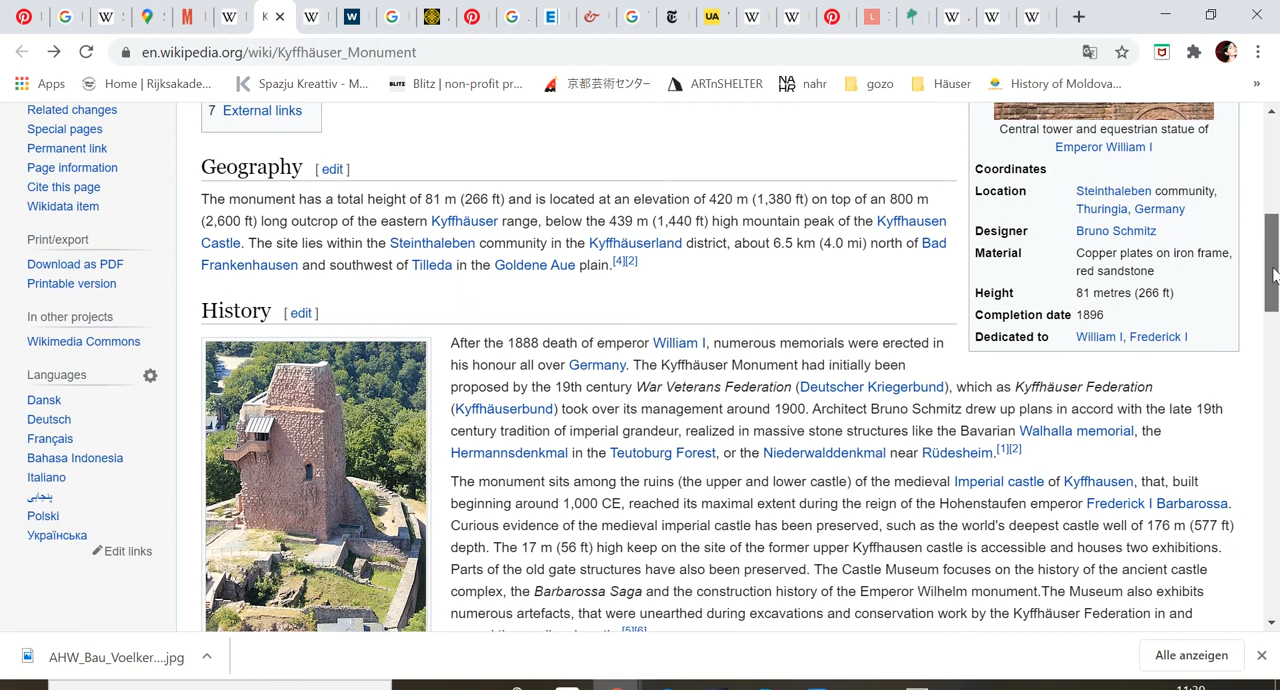 en.wikipedia.org/wiki/Kyffhäuser_Monument
Apps
Home | Rijksakade...
Spazju Kreattiv - M...
BLITZ
Blitz | non-profit pr...
京都芸術センター
ARTnSHELTER
nahr
gozo
Häuser
History of Moldova...
»
Related changes
Special pages
Permanent link
Page information
Cite this page
Wikidata item
Print/export
Download as PDF
Printable version
In other projects
Wikimedia Commons
Languages
Dansk
Deutsch
Français
Bahasa Indonesia
Italiano
پنجابی
Polski
Українська
Edit links
7 External links
Geography [ edit ]
The monument has a total height of 81 m (266 ft) and is located at an elevation of 420 m (1,380 ft) on top of an 800 m
(2,600 ft) long outcrop of the eastern Kyffhäuser range, below the 439 m (1,440 ft) high mountain peak of the Kyffhausen
Castle. The site lies within the Steinthaleben community in the Kyffhäuserland district, about 6.5 km (4.0 mi) north of Bad
Frankenhausen and southwest of Tilleda in the Goldene Aue plain.[4][2]
History [ edit ]
After the 1888 death of emperor William I, numerous memorials were erected in
his honour all over Germany. The Kyffhäuser Monument had initially been
proposed by the 19th century War Veterans Federation (Deutscher Kriegerbund), which as Kyffhäuser Federation
(Kyffhäuserbund) took over its management around 1900. Architect Bruno Schmitz drew up plans in accord with the late 19th
century tradition of imperial grandeur, realized in massive stone structures like the Bavarian Walhalla memorial, the
Hermannsdenkmal in the Teutoburg Forest, or the Niederwalddenkmal near Rüdesheim.[1][2]
The monument sits among the ruins (the upper and lower castle) of the medieval Imperial castle of Kyffhausen, that, built
beginning around 1,000 CE, reached its maximal extent during the reign of the Hohenstaufen emperor Frederick I Barbarossa.
Curious evidence of the medieval imperial castle has been preserved, such as the world's deepest castle well of 176 m (577 ft)
depth. The 17 m (56 ft) high keep on the site of the former upper Kyffhausen castle is accessible and houses two exhibitions.
Parts of the old gate structures have also been preserved. The Castle Museum focuses on the history of the ancient castle
complex, the Barbarossa Saga and the construction history of the Emperor Wilhelm monument.The Museum also exhibits
numerous artefacts, that were unearthed during excavations and conservation work by the Kyffhäuser Federation in and
[5][6]
Central tower and equestrian statue of
Emperor William I
Coordinates
Location Steinthaleben community,
Thuringia, Germany
Designer Bruno Schmitz
Material Copper plates on iron frame,
red sandstone
Height 81 metres (266 ft)
Completion date 1896
Dedicated to William I, Frederick I
AHW_Bau_Voelker....jpg
Alle anzeigen